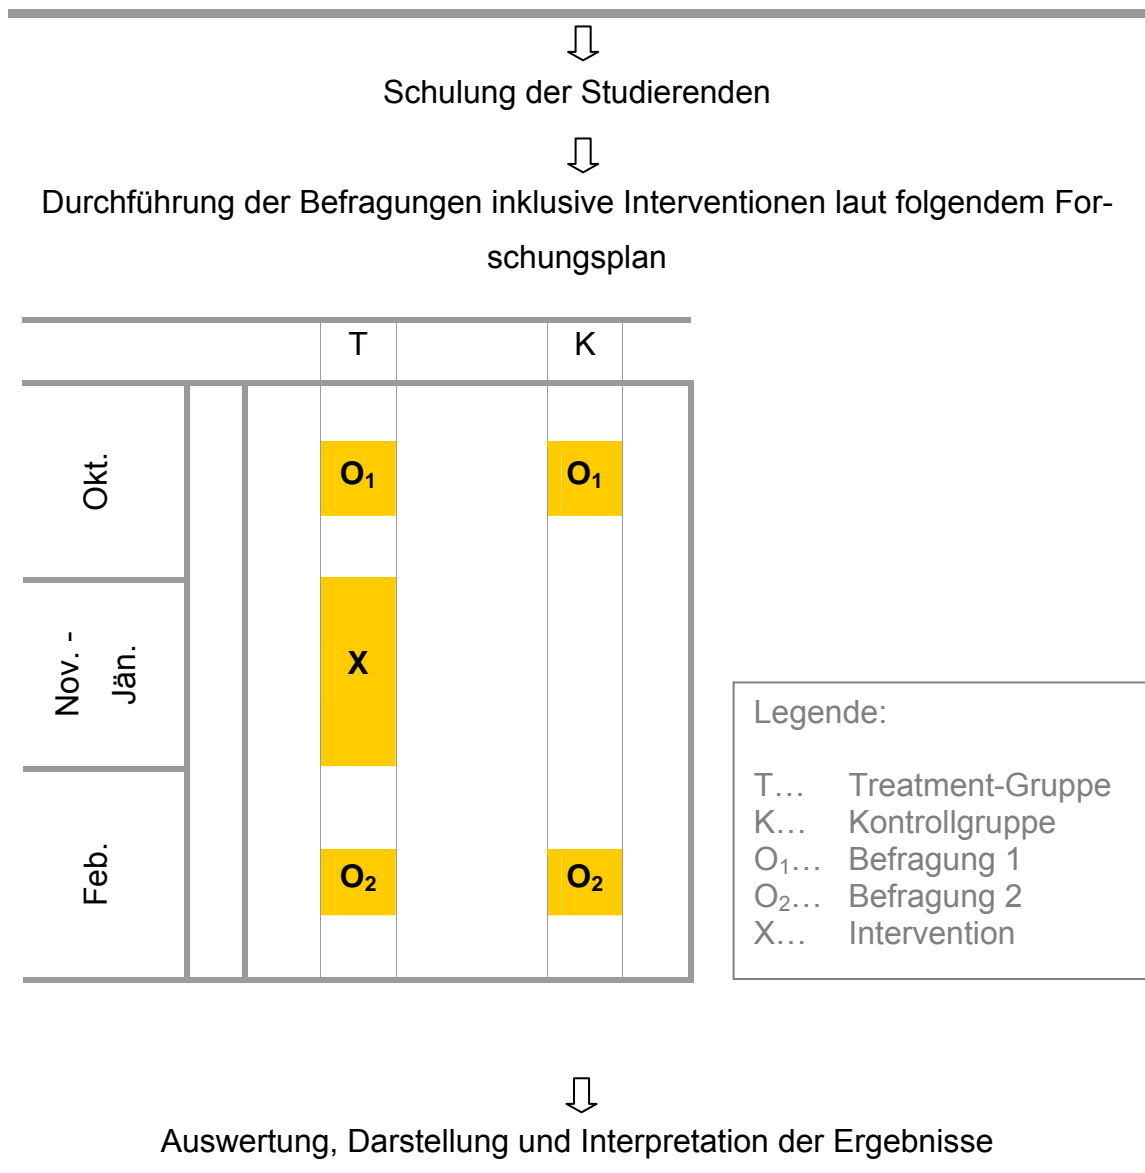 Schulung der Studierenden
Durchführung der Befragungen inklusive Interventionen laut folgendem For-
schungsplan
T K
Okt.
O₁ O₁
Nov. -
Jän.
X
Feb.
O₂ O₂
Legende:
T… Treatment-Gruppe
K… Kontrollgruppe
O₁… Befragung 1
O₂… Befragung 2
X… Intervention
Auswertung, Darstellung und Interpretation der Ergebnisse